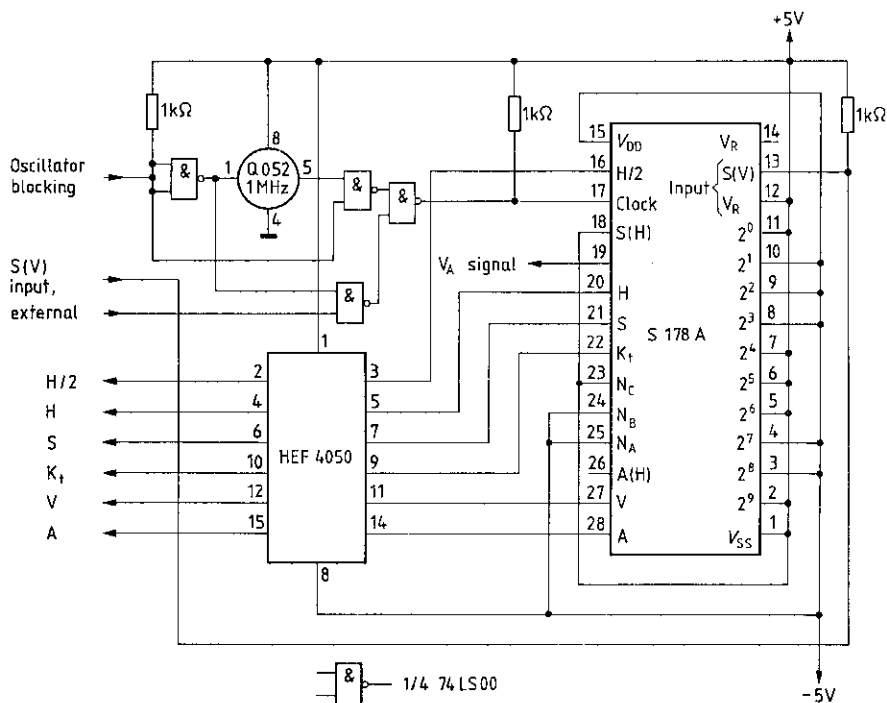 +5V
1kΩ
1kΩ
1kΩ
Oscillator
blocking
&
1
8
Q052
1MHz
5
4
&
&
S(V)
input,
external
&
V_A signal
15 V_DD
16 H/2
17 Clock
18 S(H)
19
20 H
21 S
22 K_t
23 N_C
24 N_B
25 N_A
26 A(H)
27 V
28 A
S 178 A
Input
V_R 14
S(V) 13
V_R 12
2^0 11
2^1 10
2^2 9
2^3 8
2^4 7
2^5 6
2^6 5
2^7 4
2^8 3
2^9 2
V_SS 1
1
H/2 2 3
H 4 5
S 6 7
HEF 4050
K_t 10 9
V 12 11
A 15 14
8
& 1/4 74LS00
-5V